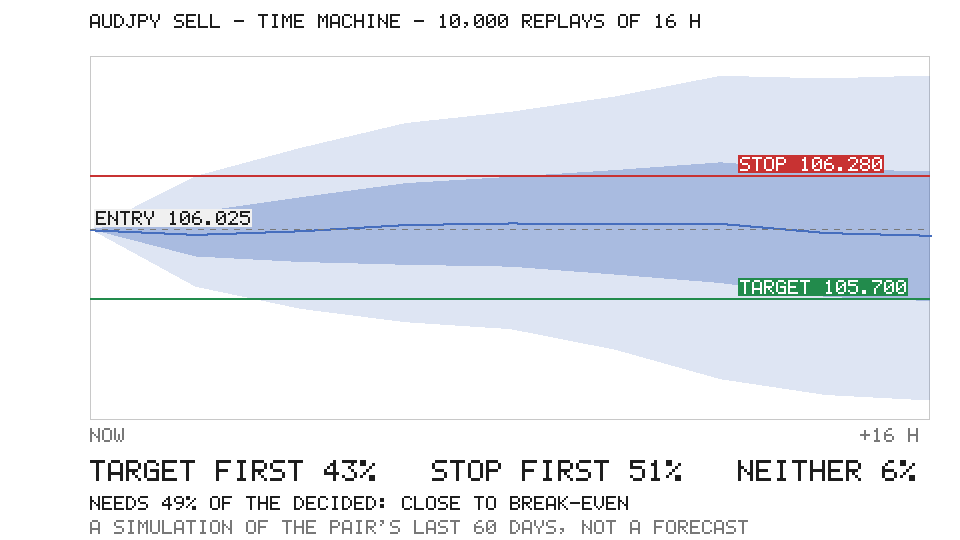 AUDJPY SELL - TIME MACHINE - 10,000 REPLAYS OF 16 H
STOP 106.280
ENTRY 106.025
TARGET 105.700
NOW +16 H
TARGET FIRST 43% STOP FIRST 51% NEITHER 6%
NEEDS 49% OF THE DECIDED: CLOSE TO BREAK-EVEN
A SIMULATION OF THE PAIR'S LAST 60 DAYS, NOT A FORECAST